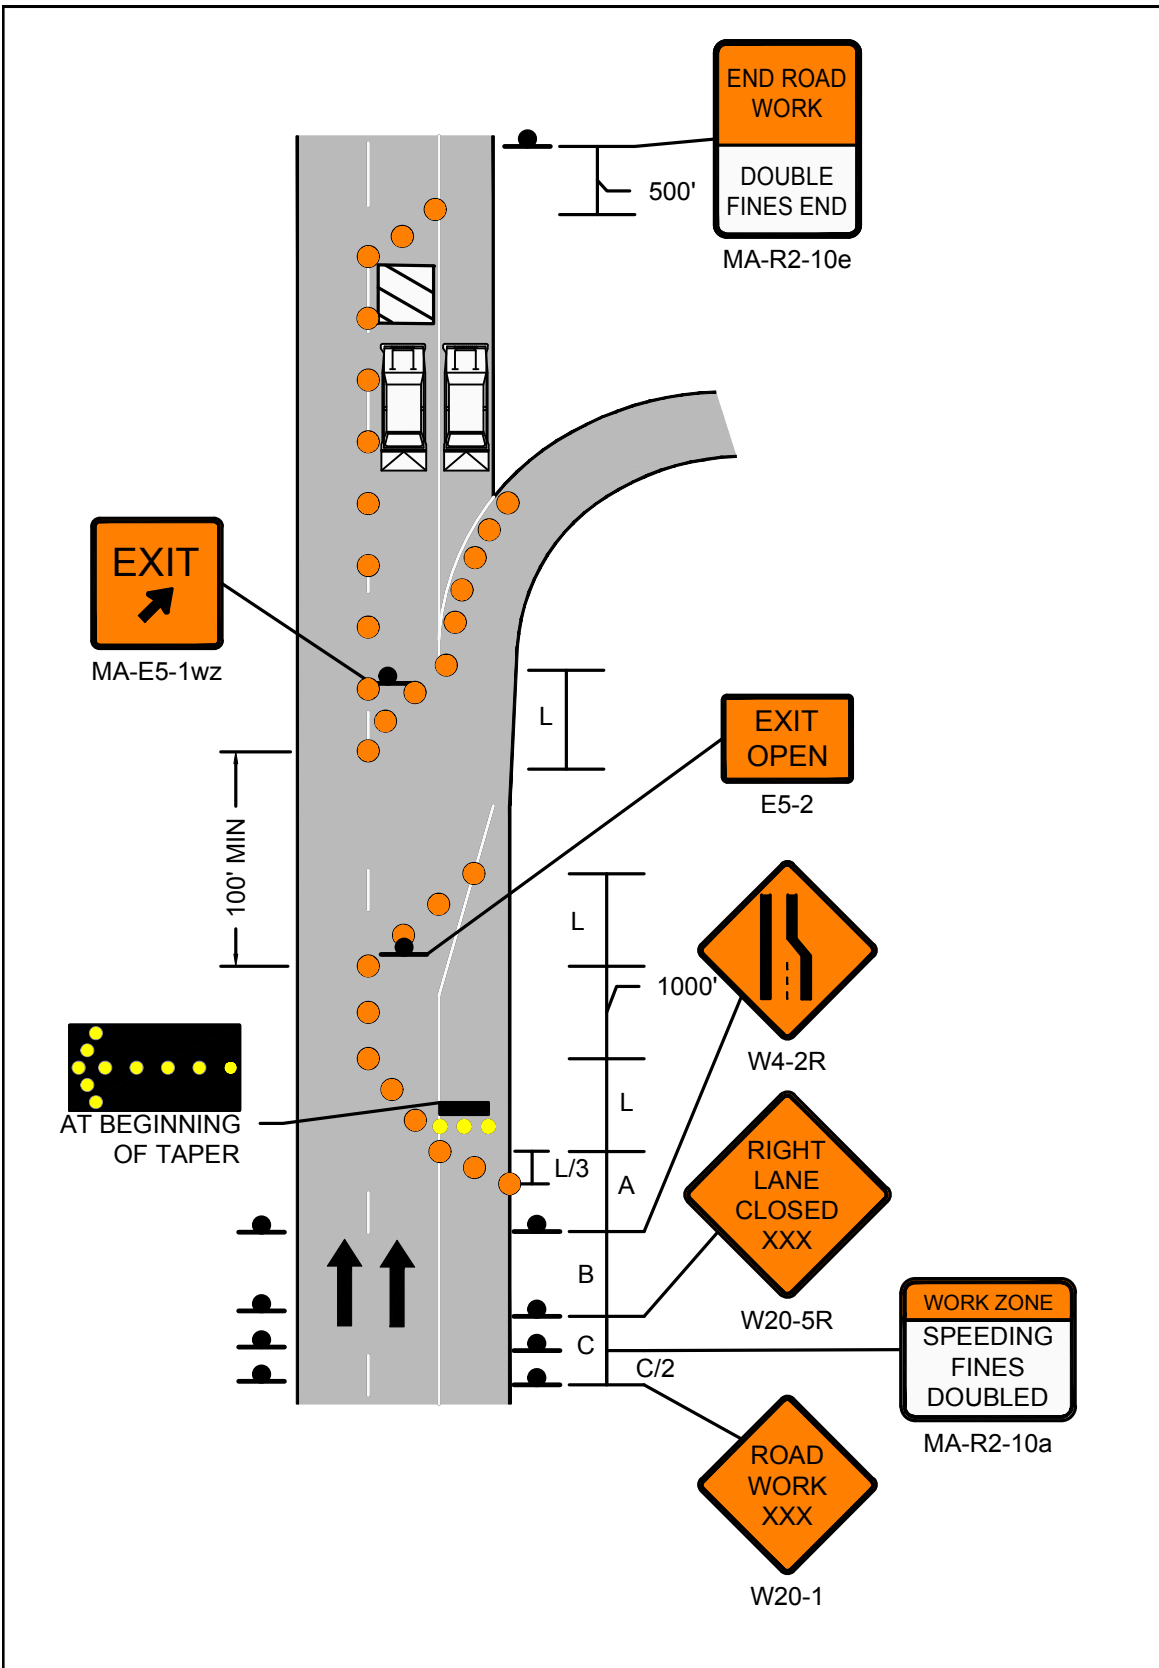 END ROAD
WORK
DOUBLE
FINES END
MA-R2-10e
500'
EXIT
MA-E5-1wz
L
EXIT
OPEN
E5-2
100' MIN
L
1000'
W4-2R
AT BEGINNING
OF TAPER
L
L/3
A
RIGHT
LANE
CLOSED
XXX
W20-5R
B
C
C/2
WORK ZONE
SPEEDING
FINES
DOUBLED
MA-R2-10a
ROAD
WORK
XXX
W20-1